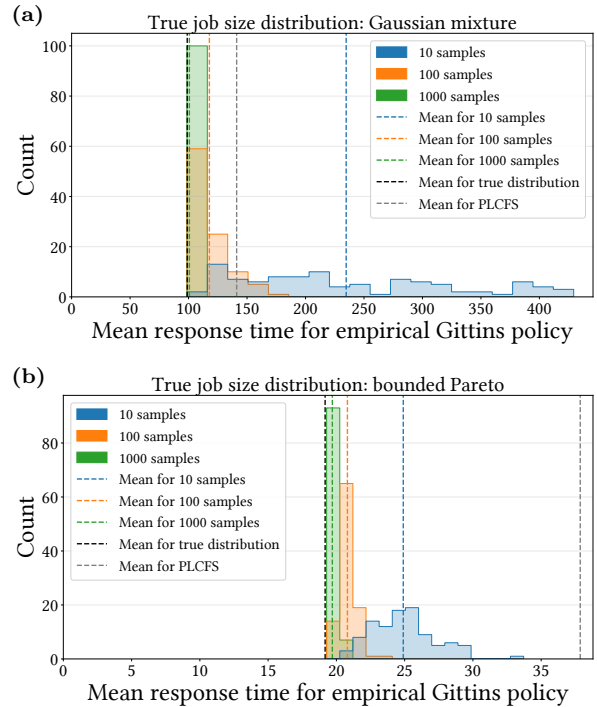 (a)
True job size distribution: Gaussian mixture
100
80
60
40
20
0
Count
10 samples
100 samples
1000 samples
Mean for 10 samples
Mean for 100 samples
Mean for 1000 samples
Mean for true distribution
Mean for PLCFS
0 50 100 150 200 250 300 350 400
Mean response time for empirical Gittins policy
(b)
True job size distribution: bounded Pareto
80
60
40
20
0
Count
10 samples
100 samples
1000 samples
Mean for 10 samples
Mean for 100 samples
Mean for 1000 samples
Mean for true distribution
Mean for PLCFS
0 5 10 15 20 25 30 35
Mean response time for empirical Gittins policy